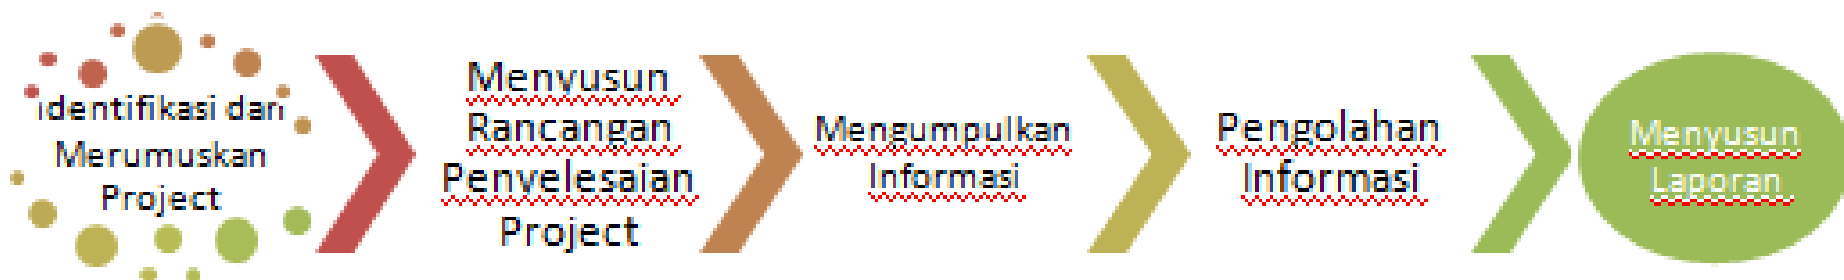 identifikasi dan
Merumuskan
Project
Menyusun
Rancangan
Penyelesaian
Project
Mengumpulkan
Informasi
Pengolahan
Informasi
Menyusun
Laporan